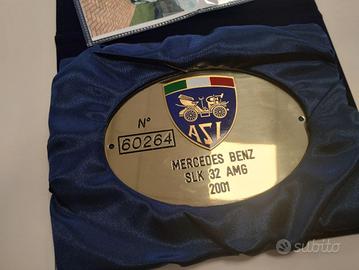 ASI
N°
60264
MERCEDES BENZ
SLK 32 AMG
2001
subito